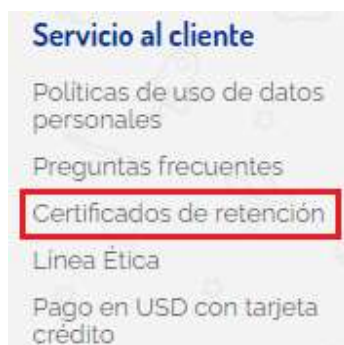 Servicio al cliente
Políticas de uso de datos
personales
Preguntas frecuentes
Certificados de retención
Línea Ética
Pago en USD con tarjeta
crédito